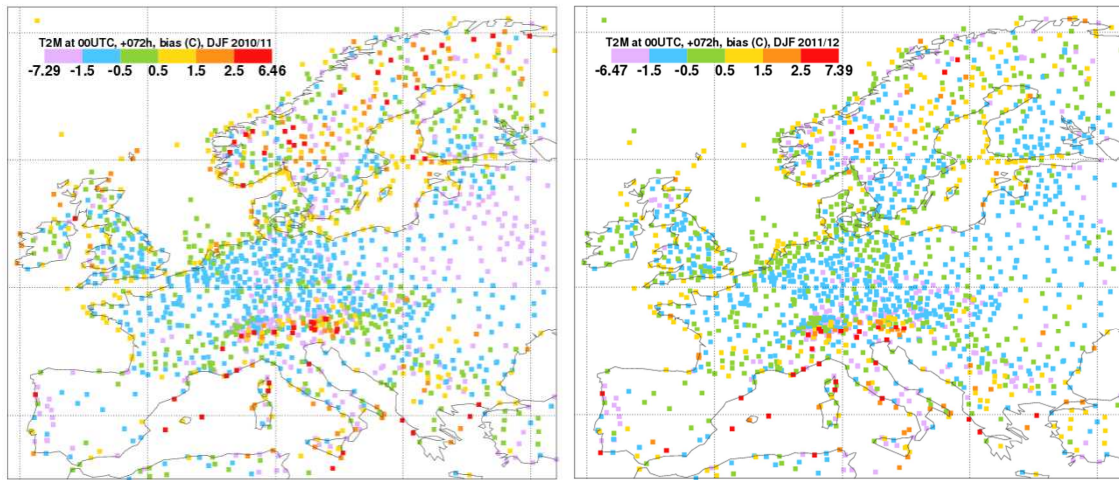 T2M at 00UTC, +072h, bias (C), DJF 2010/11
-7.29 -1.5 -0.5 0.5 1.5 2.5 6.46
T2M at 00UTC, +072h, bias (C), DJF 2011/12
-6.47 -1.5 -0.5 0.5 1.5 2.5 7.39